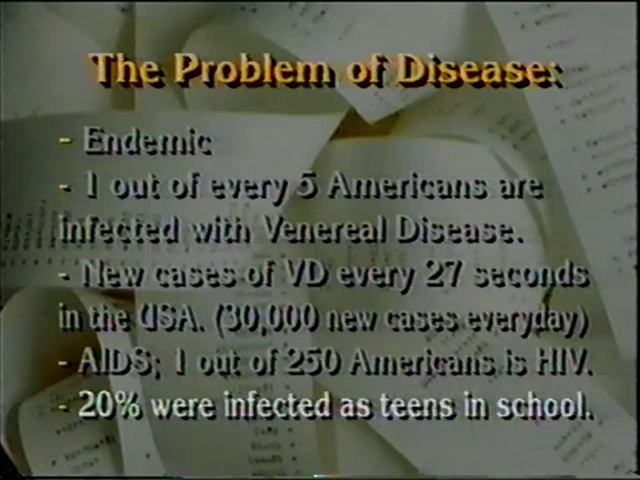 The Problem of Disease:
- Endemic
- 1 out of every 5 Americans are
infected with Venereal Disease.
- New cases of VD every 27 seconds
in the USA. (30,000 new cases everyday)
- AIDS; 1 out of 250 Americans is HIV.
- 20% were infected as teens in school.